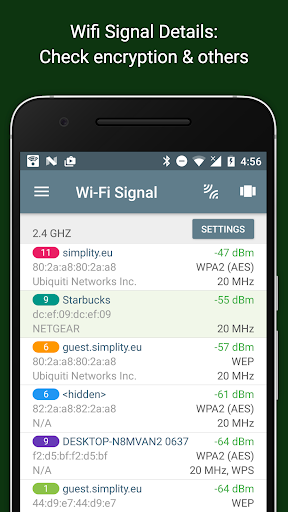 Wifi Signal Details:
Check encryption & others
4:56
Wi-Fi Signal
2.4 GHZ
SETTINGS
11 simplity.eu -47 dBm
80:2a:a8:80:2a:a8 WPA2 (AES)
Ubiquiti Networks Inc. 20 MHz
9 Starbucks -55 dBm
dc:ef:09:dc:ef:09
NETGEAR 20 MHz
6 guest.simplity.eu -57 dBm
80:2a:a8:80:2a:a8 WEP
Ubiquiti Networks Inc. 20 MHz
6 <hidden> -61 dBm
82:2a:a8:82:2a:a8 WPA2 (AES)
N/A 20 MHz
9 DESKTOP-N8MVAN2 0637 -64 dBm
f2:d5:bf:f2:d5:bf WPA2 (AES)
N/A 20 MHz, WPS
1 guest.simplity.eu -64 dBm
44:d9:e7:44:d9:e7 WEP